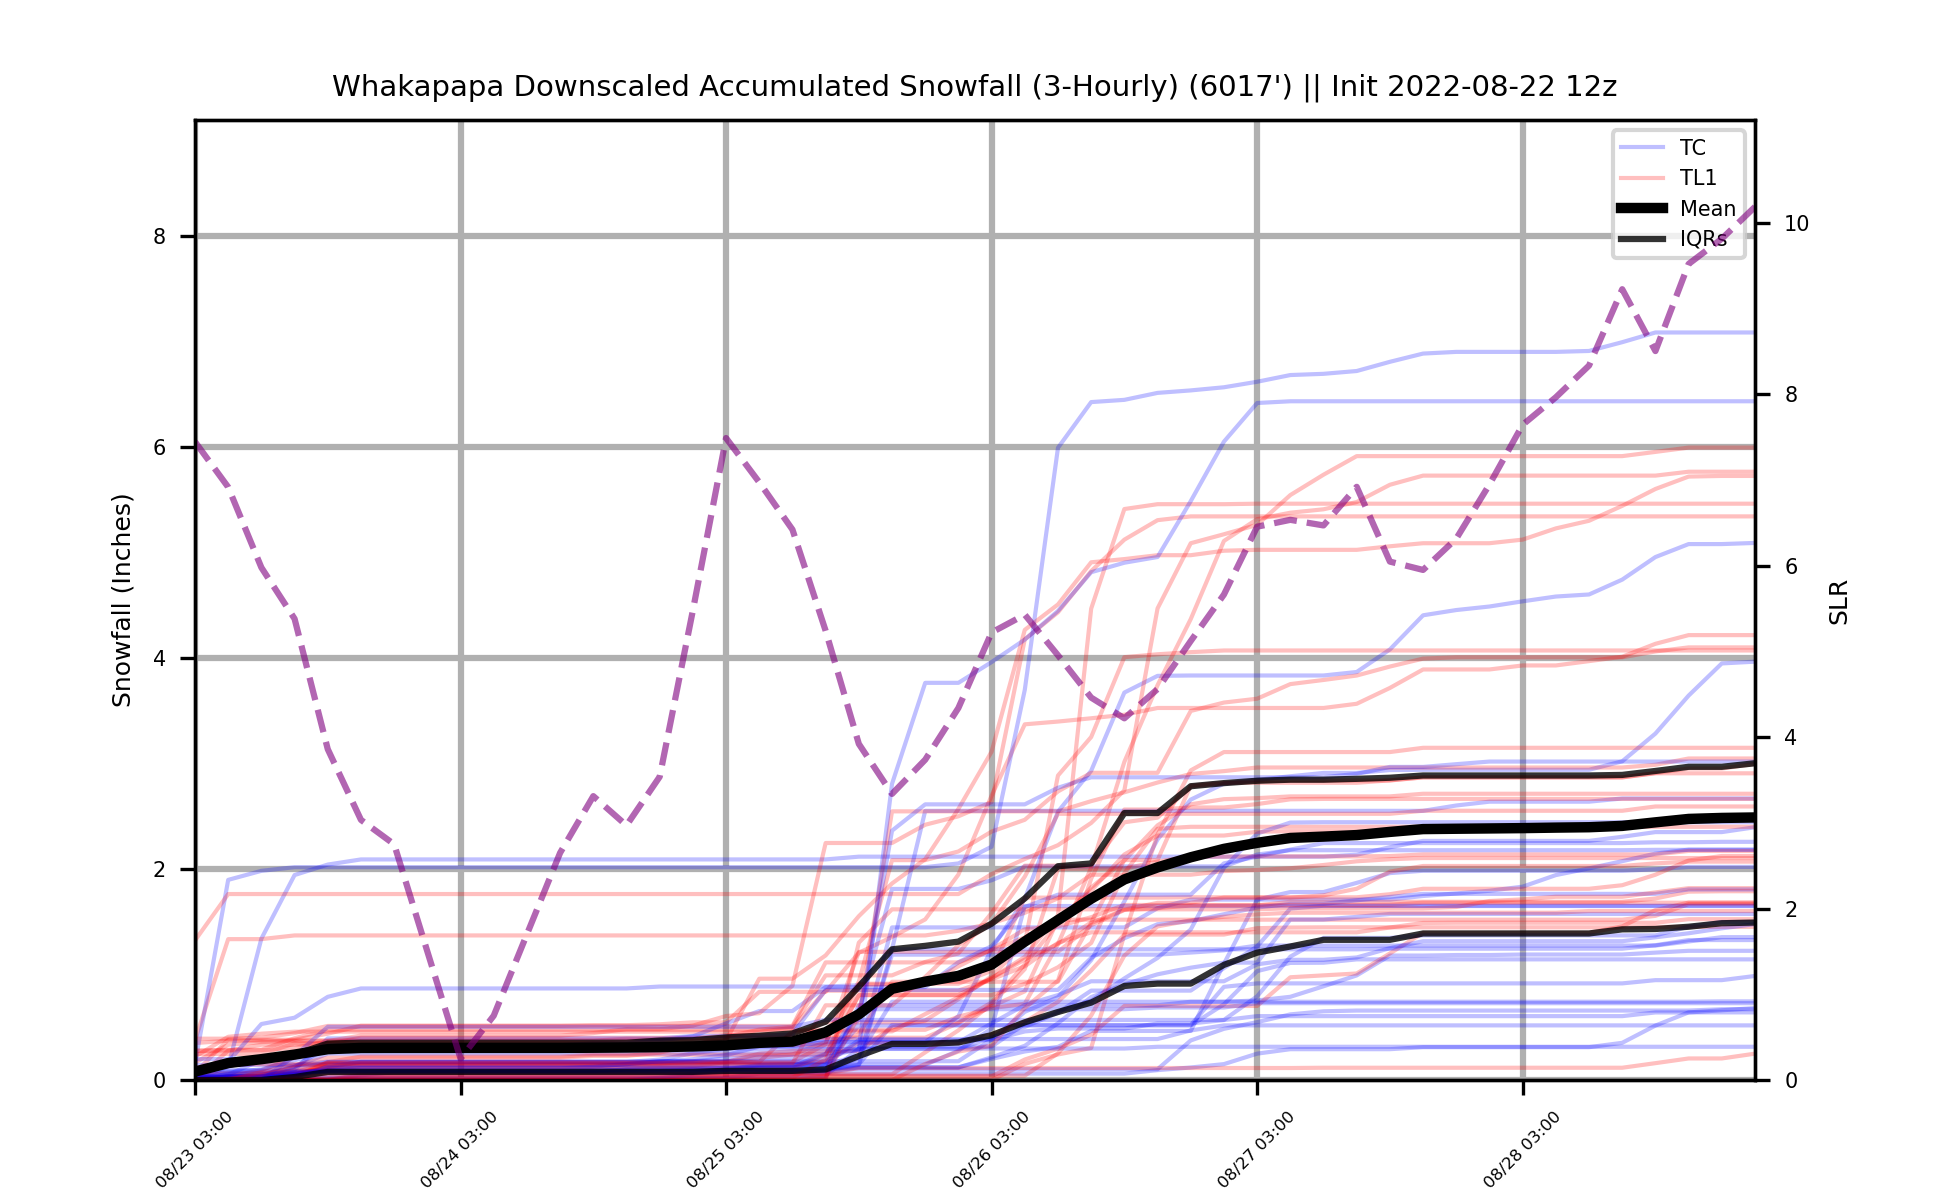 Whakapapa Downscaled Accumulated Snowfall (3-Hourly) (6017') || Init 2022-08-22 12z
TC
TL1
Mean
IQRs
8
6
4
2
0
Snowfall (Inches)
10
8
6
4
2
0
SLR
08/23 03:00
08/24 03:00
08/25 03:00
08/26 03:00
08/27 03:00
08/28 03:00